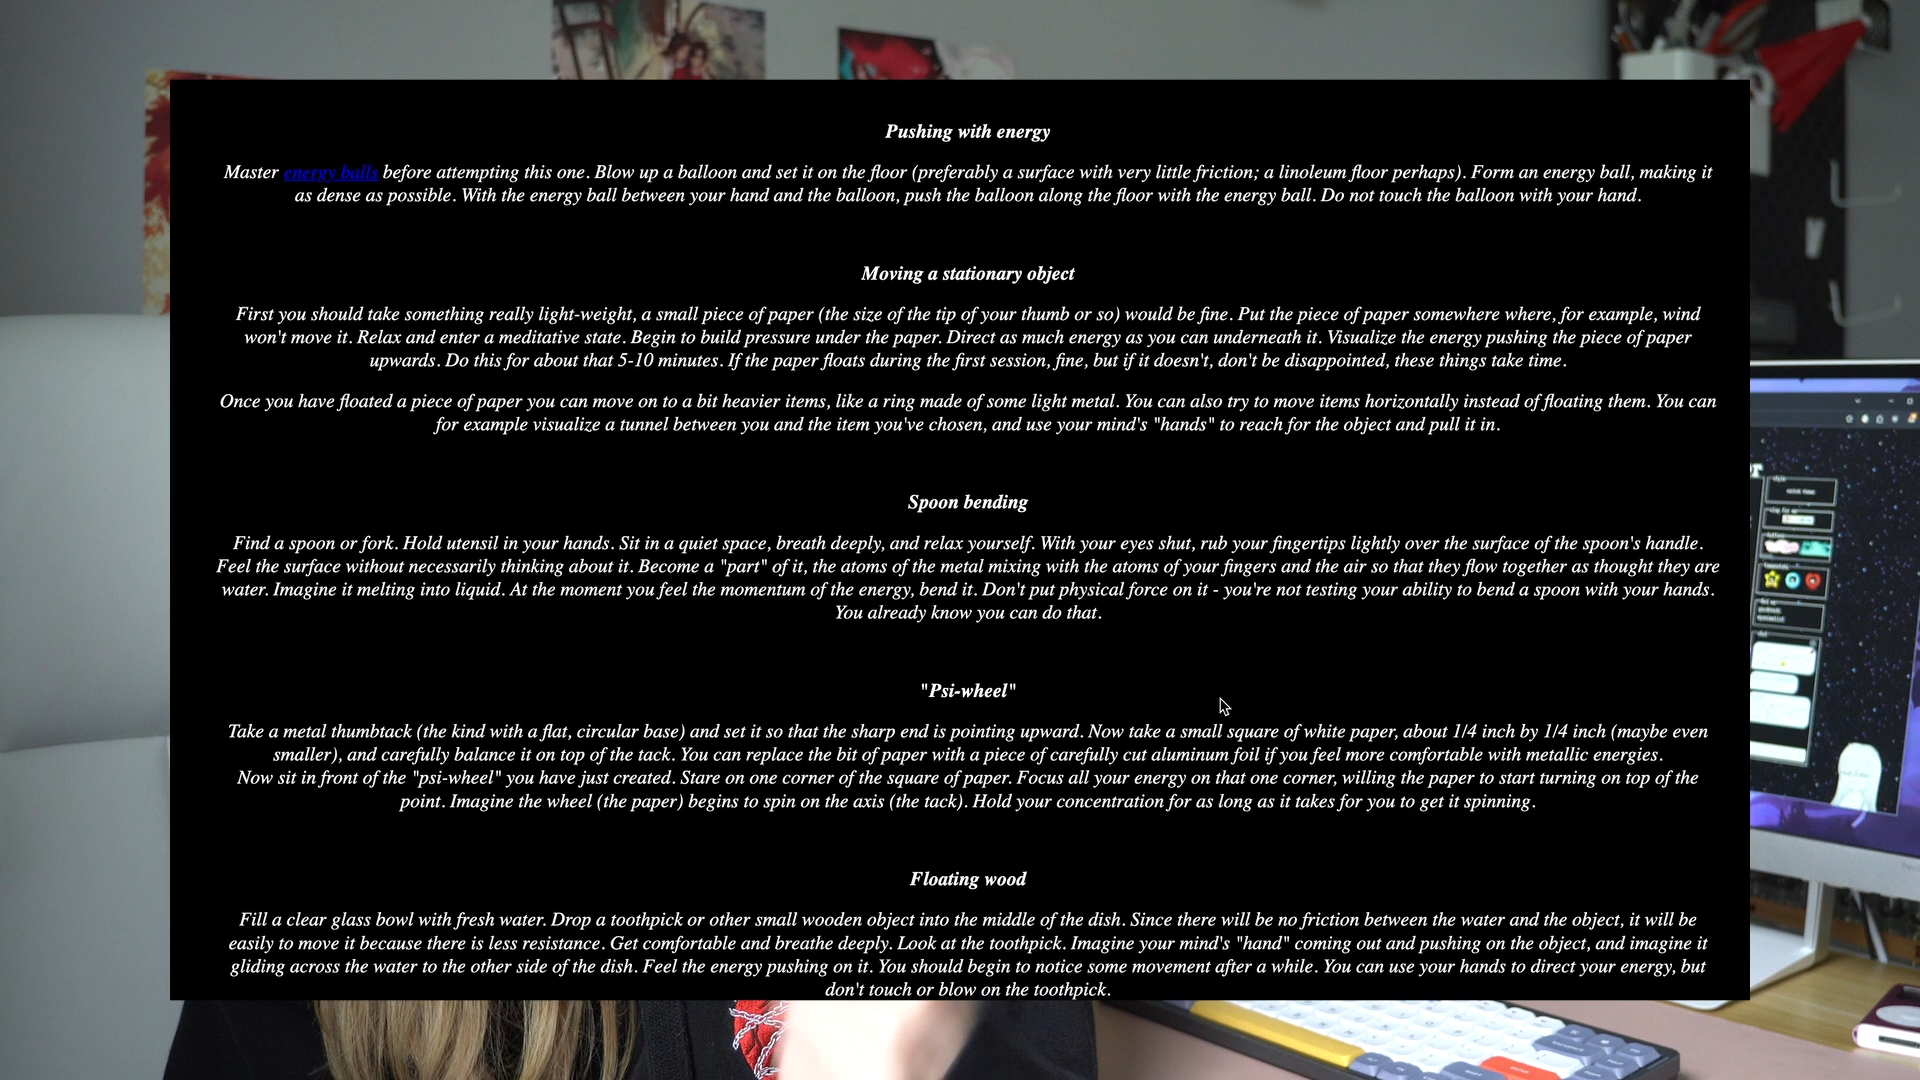 Pushing with energy
Master energy balls before attempting this one. Blow up a balloon and set it on the floor (preferably a surface with very little friction; a linoleum floor perhaps). Form an energy ball, making it
as dense as possible. With the energy ball between your hand and the balloon, push the balloon along the floor with the energy ball. Do not touch the balloon with your hand.
Moving a stationary object
First you should take something really light-weight, a small piece of paper (the size of the tip of your thumb or so) would be fine. Put the piece of paper somewhere where, for example, wind
won't move it. Relax and enter a meditative state. Begin to build pressure under the paper. Direct as much energy as you can underneath it. Visualize the energy pushing the piece of paper
upwards. Do this for about that 5-10 minutes. If the paper floats during the first session, fine, but if it doesn't, don't be disappointed, these things take time.
Once you have floated a piece of paper you can move on to a bit heavier items, like a ring made of some light metal. You can also try to move items horizontally instead of floating them. You can
for example visualize a tunnel between you and the item you've chosen, and use your mind's "hands" to reach for the object and pull it in.
Spoon bending
Find a spoon or fork. Hold utensil in your hands. Sit in a quiet space, breath deeply, and relax yourself. With your eyes shut, rub your fingertips lightly over the surface of the spoon's handle.
Feel the surface without necessarily thinking about it. Become a "part" of it, the atoms of the metal mixing with the atoms of your fingers and the air so that they flow together as thought they are
water. Imagine it melting into liquid. At the moment you feel the momentum of the energy, bend it. Don't put physical force on it - you're not testing your ability to bend a spoon with your hands.
You already know you can do that.
"Psi-wheel"
Take a metal thumbtack (the kind with a flat, circular base) and set it so that the sharp end is pointing upward. Now take a small square of white paper, about 1/4 inch by 1/4 inch (maybe even
smaller), and carefully balance it on top of the tack. You can replace the bit of paper with a piece of carefully cut aluminum foil if you feel more comfortable with metallic energies.
Now sit in front of the "psi-wheel" you have just created. Stare on one corner of the square of paper. Focus all your energy on that one corner, willing the paper to start turning on top of the
point. Imagine the wheel (the paper) begins to spin on the axis (the tack). Hold your concentration for as long as it takes for you to get it spinning.
Floating wood
Fill a clear glass bowl with fresh water. Drop a toothpick or other small wooden object into the middle of the dish. Since there will be no friction between the water and the object, it will be
easily to move it because there is less resistance. Get comfortable and breathe deeply. Look at the toothpick. Imagine your mind's "hand" coming out and pushing on the object, and imagine it
gliding across the water to the other side of the dish. Feel the energy pushing on it. You should begin to notice some movement after a while. You can use your hands to direct your energy, but
don't touch or blow on the toothpick.